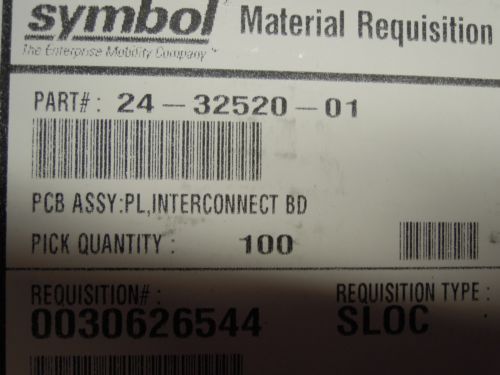 symbol Material Requisition
The Enterprise Mobility Company™
PART# : 24-32520-01
PCB ASSY:PL,INTERCONNECT BD
PICK QUANTITY : 100
REQUISITION# : REQUISITION TYPE :
0030626544 SLOC